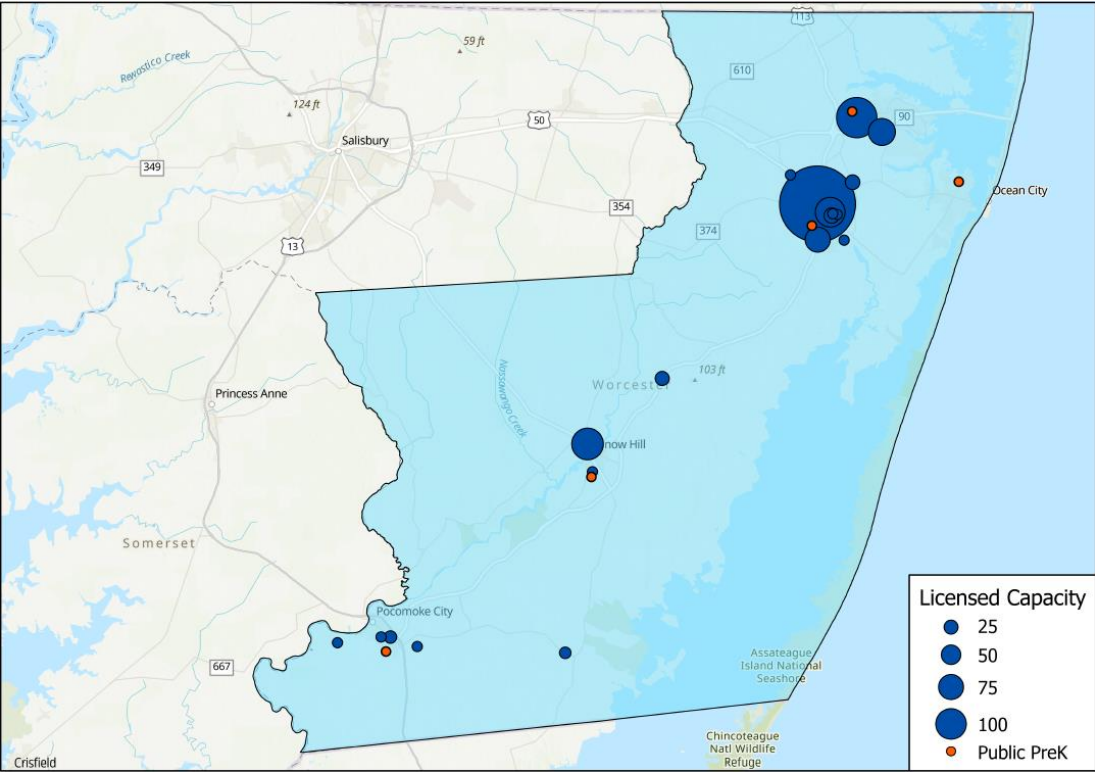 113
59 ft
Rewastico Creek
610
124 ft
50
90
Salisbury
349
Ocean City
354
374
13
103 ft
Worcester
Nassawango Creek
Princess Anne
now Hill
Somerset
Pocomoke City
667
Assateague
Island National
Seashore
Chincoteague
Natl Wildlife
Refuge
Crisfield
Licensed Capacity
25
50
75
100
Public PreK